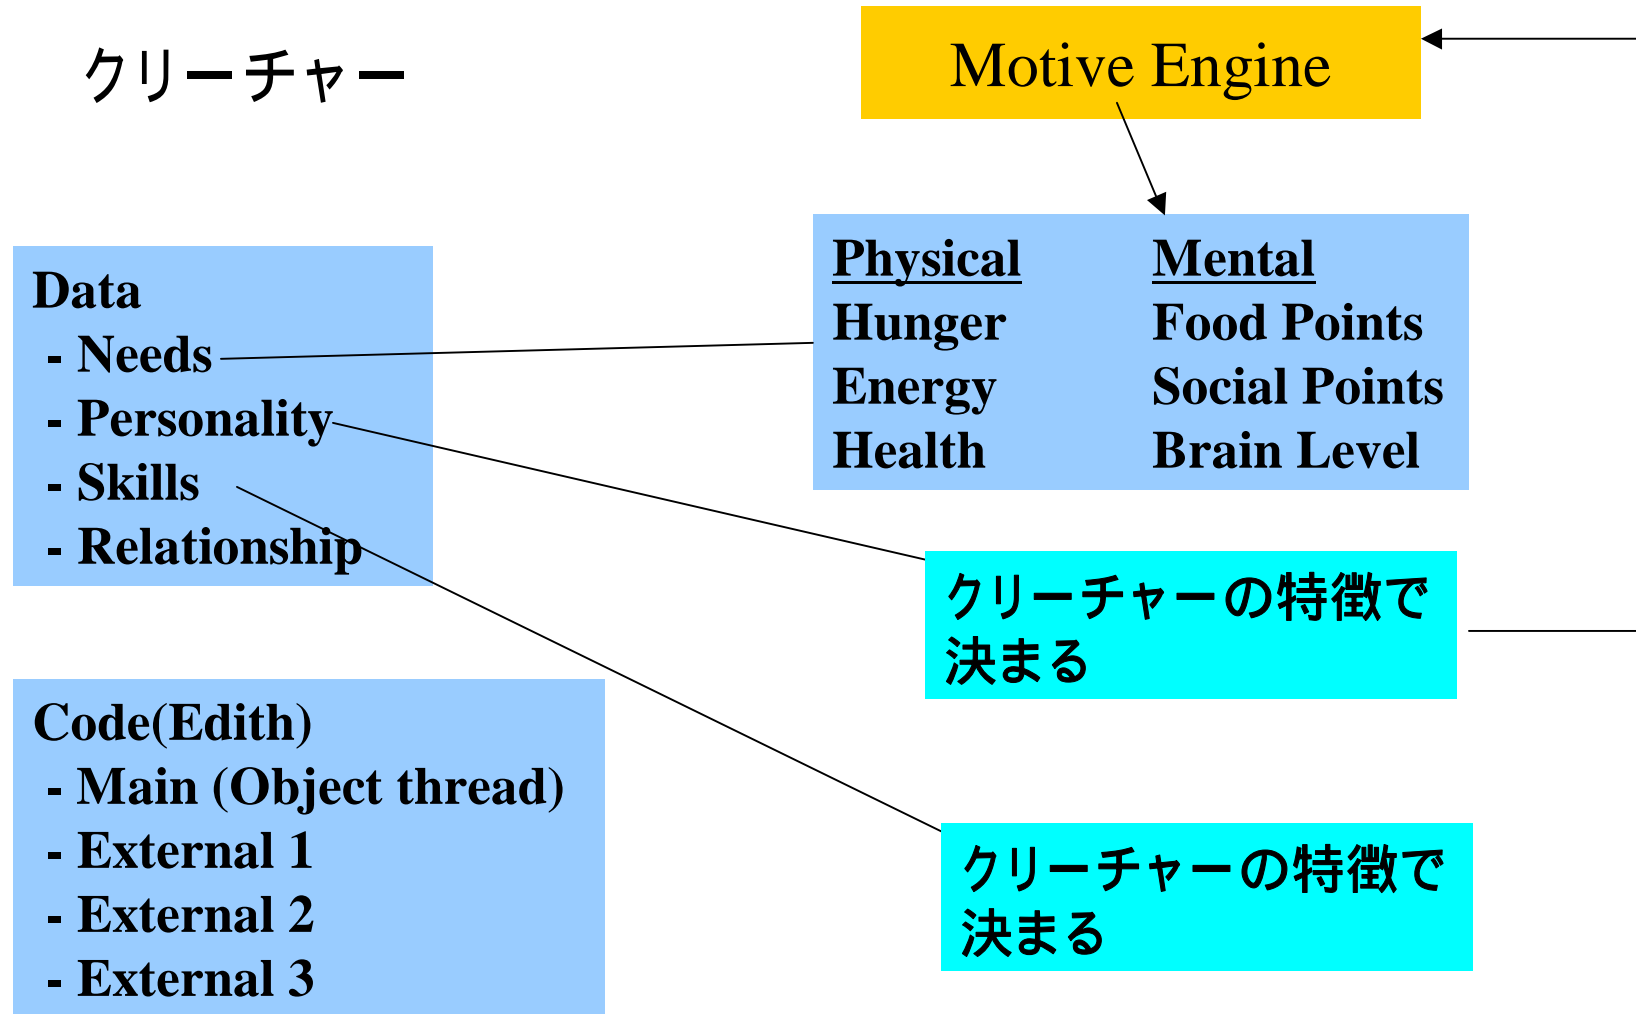 クリーチャー
Motive Engine
Data
- Needs
- Personality
- Skills
- Relationship
Physical Mental
Hunger Food Points
Energy Social Points
Health Brain Level
クリーチャーの特徴で
決まる
Code(Edith)
- Main (Object thread)
- External 1
- External 2
- External 3
クリーチャーの特徴で
決まる